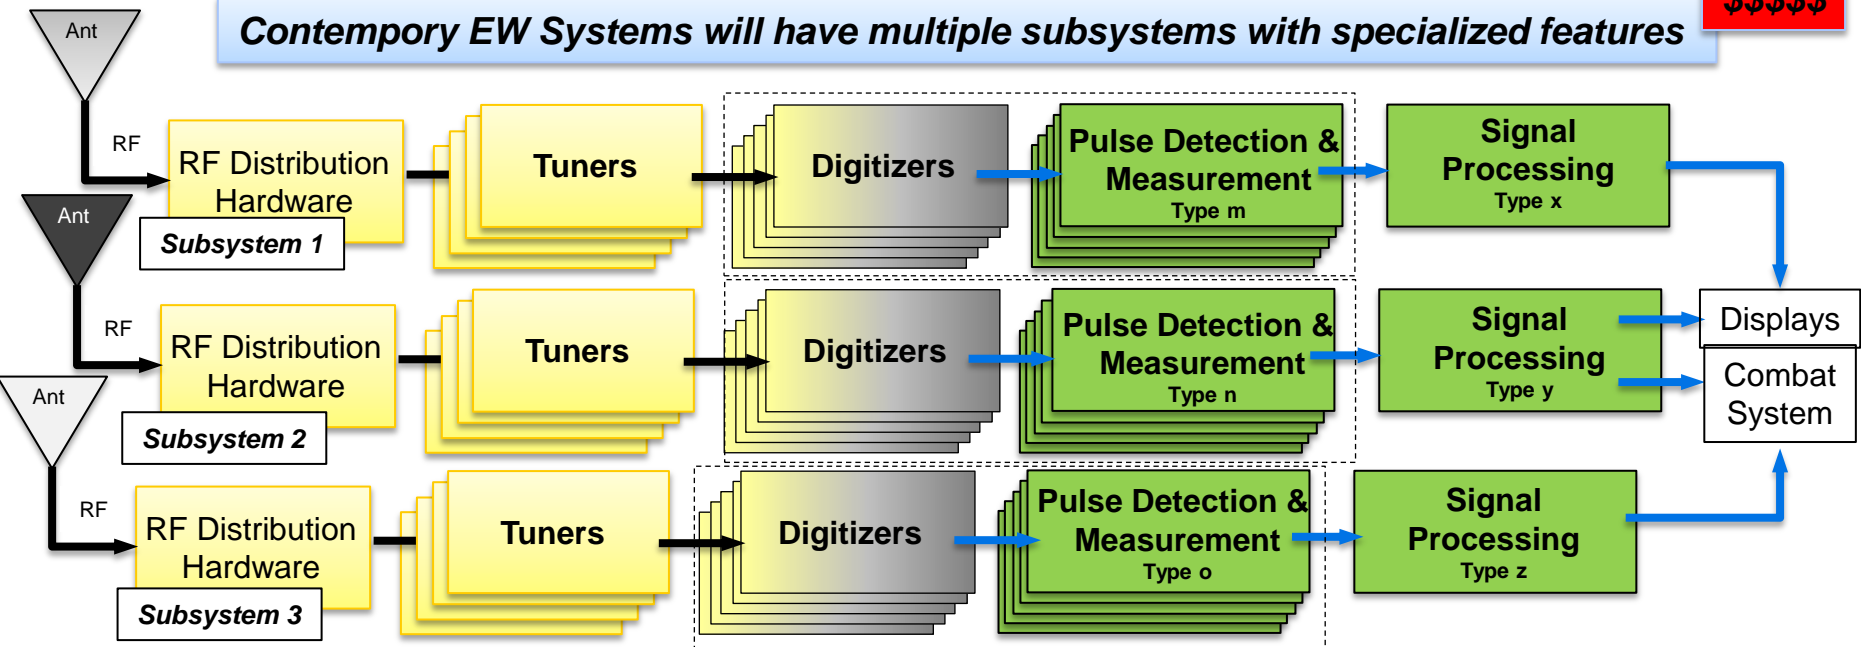 $$$$$
Contempory EW Systems will have multiple subsystems with specialized features
Ant
RF
RF Distribution
Hardware
Subsystem 1
Tuners
Digitizers
Pulse Detection &
Measurement
Type m
Signal
Processing
Type x
Ant
RF
RF Distribution
Hardware
Subsystem 2
Tuners
Digitizers
Pulse Detection &
Measurement
Type n
Signal
Processing
Type y
Displays
Combat
System
Ant
RF
RF Distribution
Hardware
Subsystem 3
Tuners
Digitizers
Pulse Detection &
Measurement
Type o
Signal
Processing
Type z